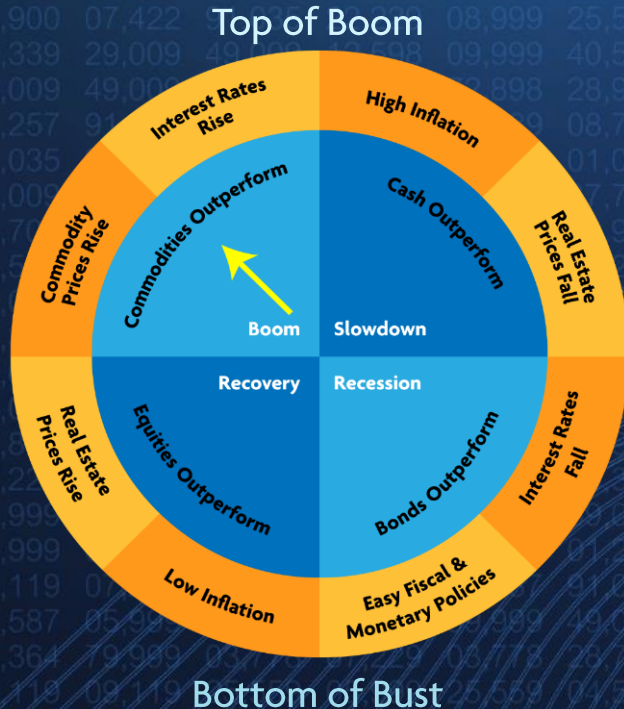 Top of Boom
Interest Rates
Rise
High Inflation
Commodity
Prices Rise
Commodities Outperform
Cash Outperform
Real Estate
Prices Fall
Boom
Slowdown
Recovery
Recession
Real Estate
Prices Rise
Equities Outperform
Bonds Outperform
Interest Rates
Fall
Low Inflation
Easy Fiscal &
Monetary Policies
Bottom of Bust